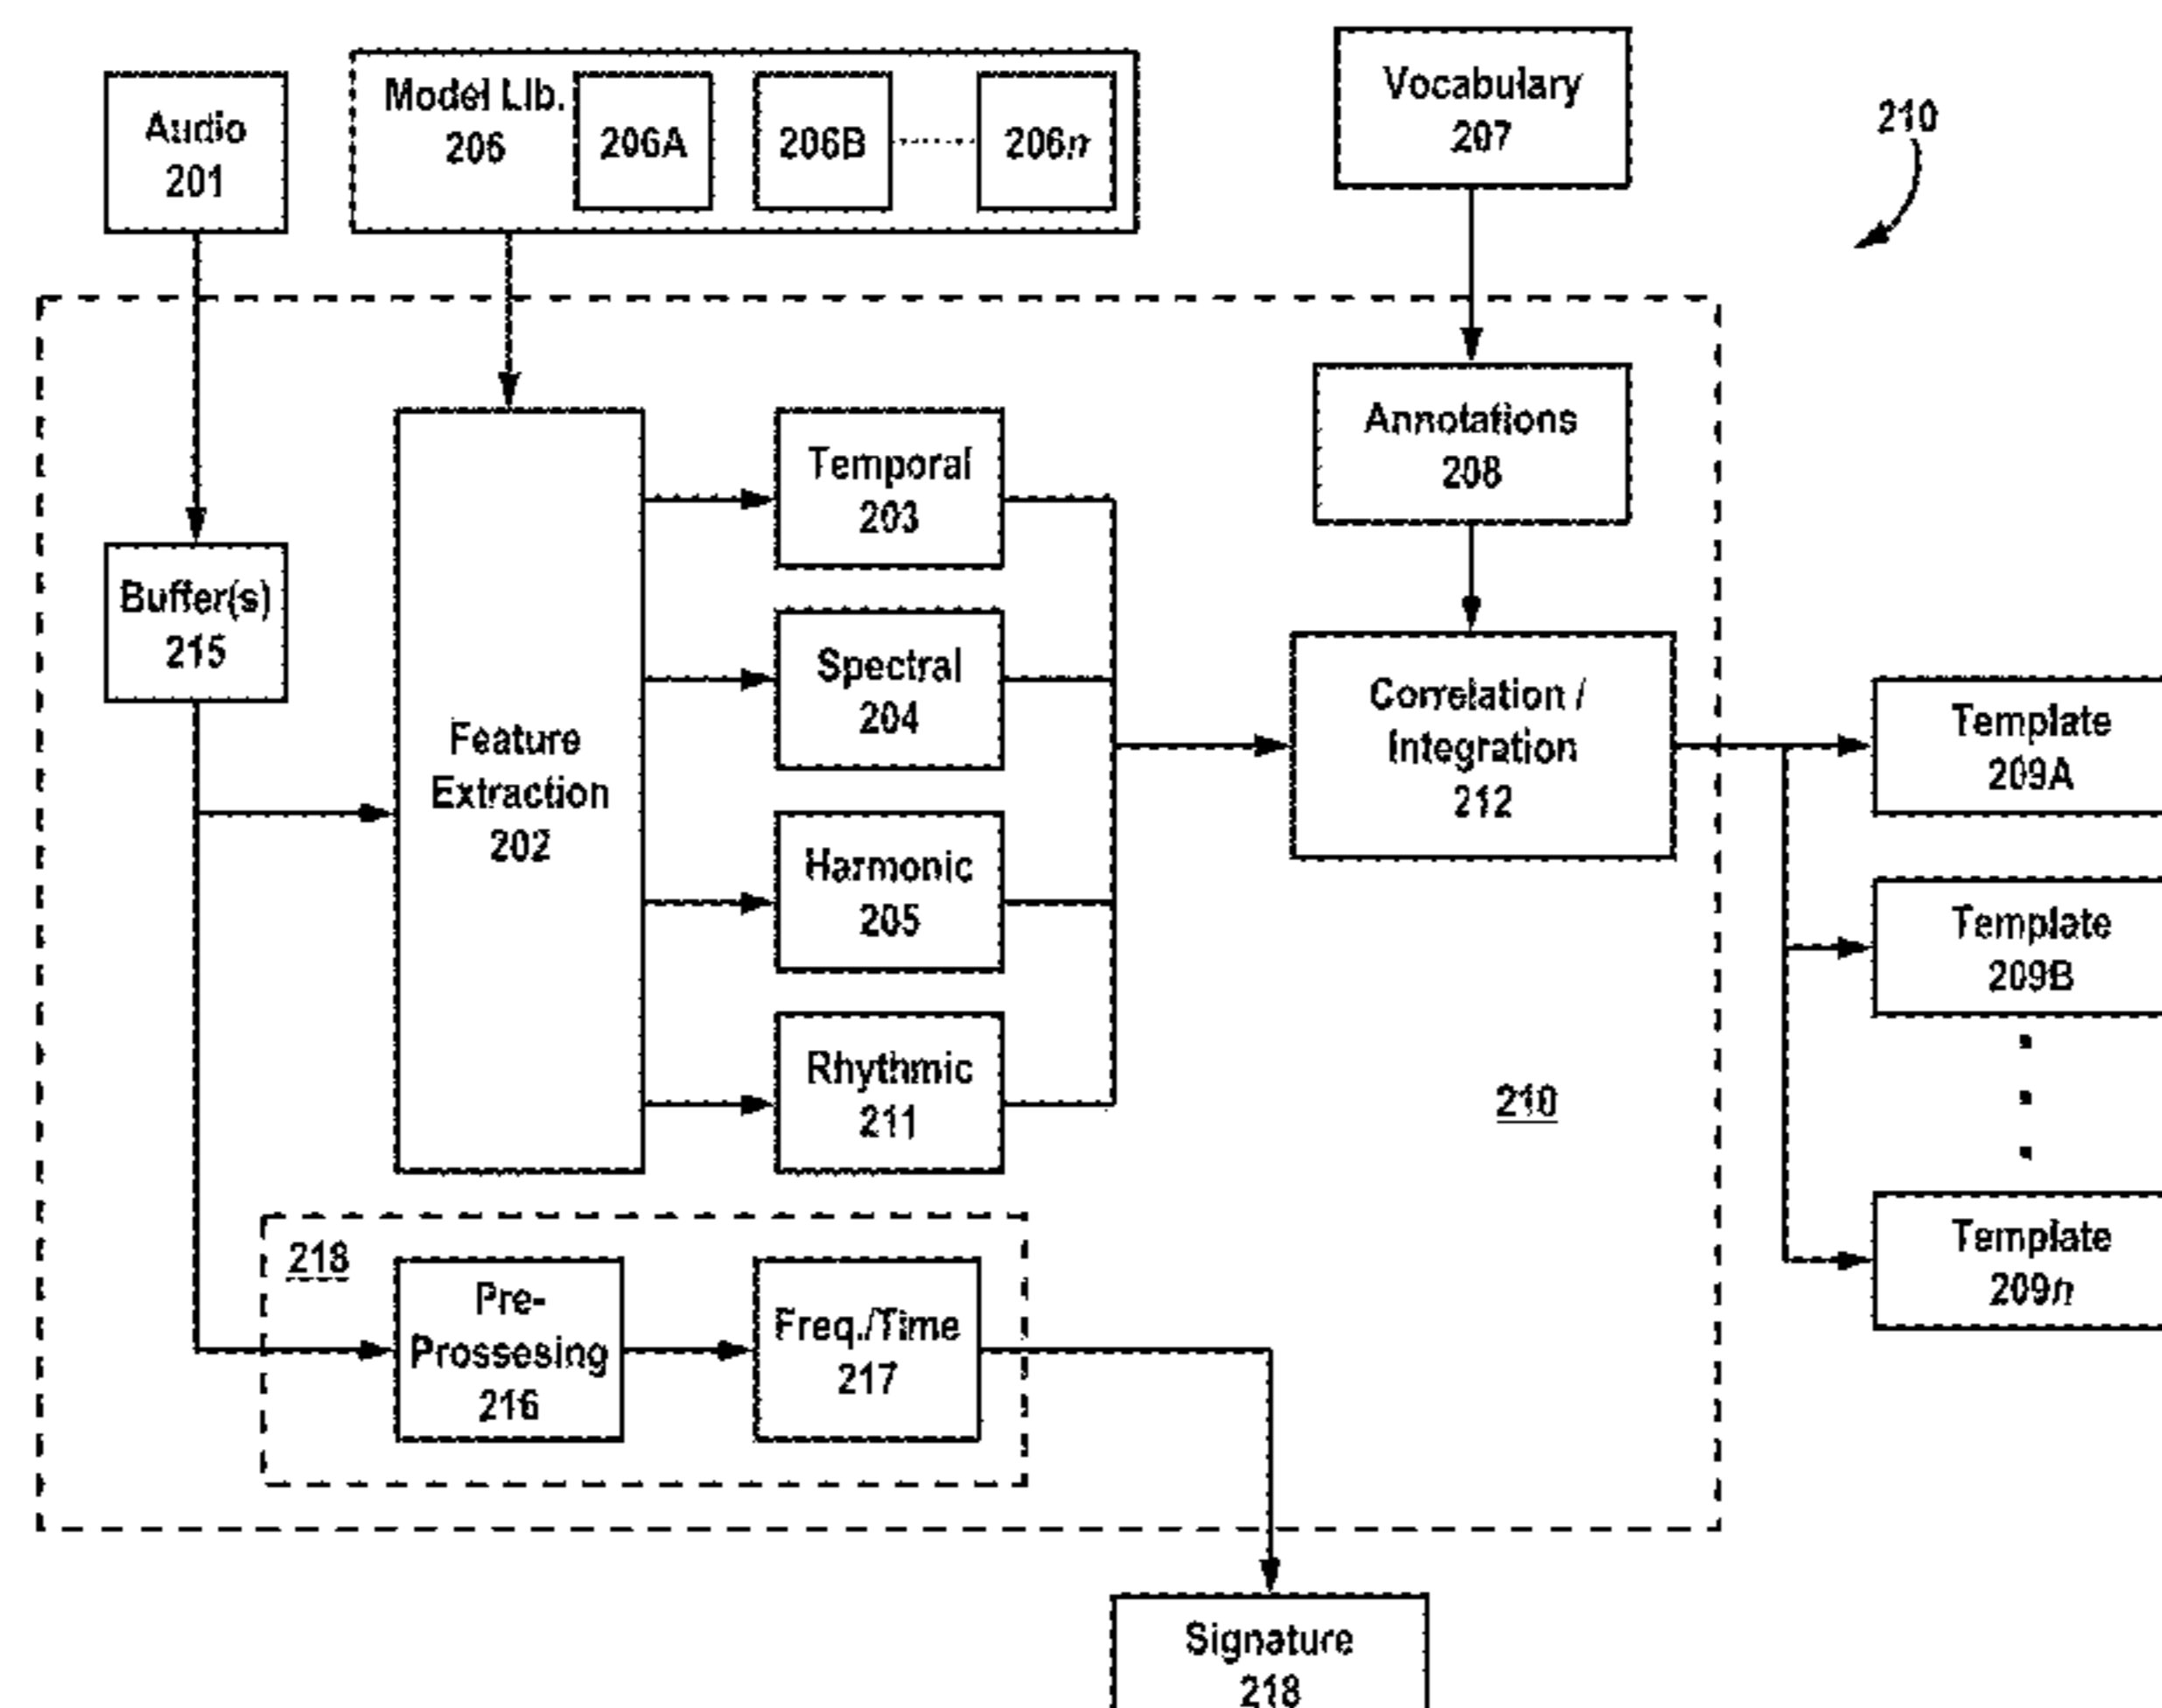 Audio
201
Model Lib.
206
206A
206B
206n
Vocabulary
207
210
Annotations
208
Buffer(s)
215
Feature
Extraction
202
Temporal
203
Spectral
204
Harmonic
205
Rhythmic
211
Correlation /
Integration
212
210
Template
209A
Template
209B
Template
209n
218
Pre-
Prossesing
216
Freq./Time
217
Signature
218